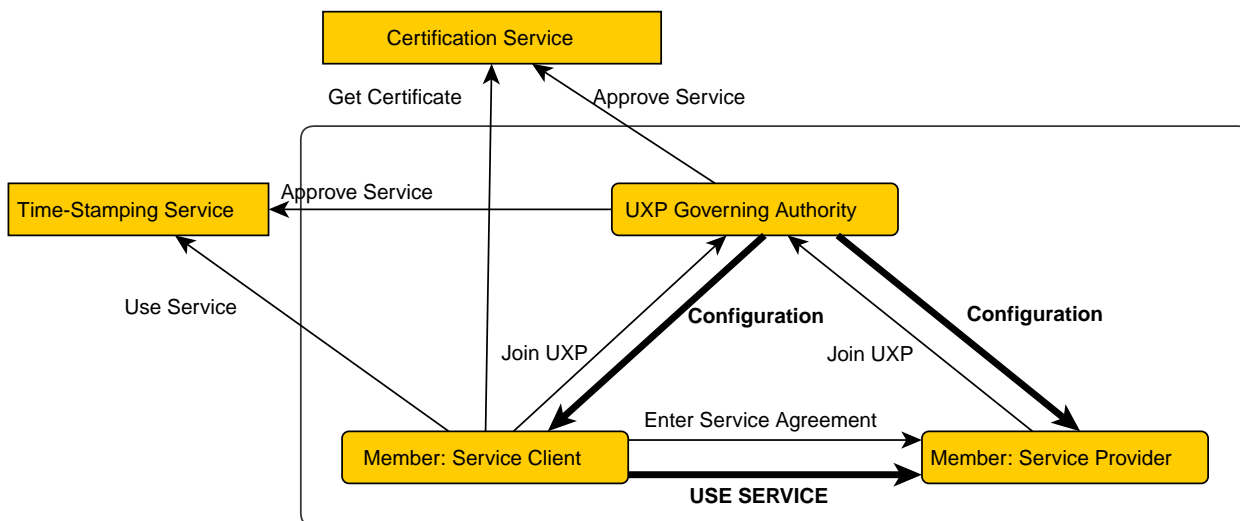 Certification Service
Get Certificate
Approve Service
Approve Service
Time-Stamping Service
UXP Governing Authority
Use Service
Configuration
Configuration
Join UXP
Join UXP
Enter Service Agreement
Member: Service Client
Member: Service Provider
USE SERVICE